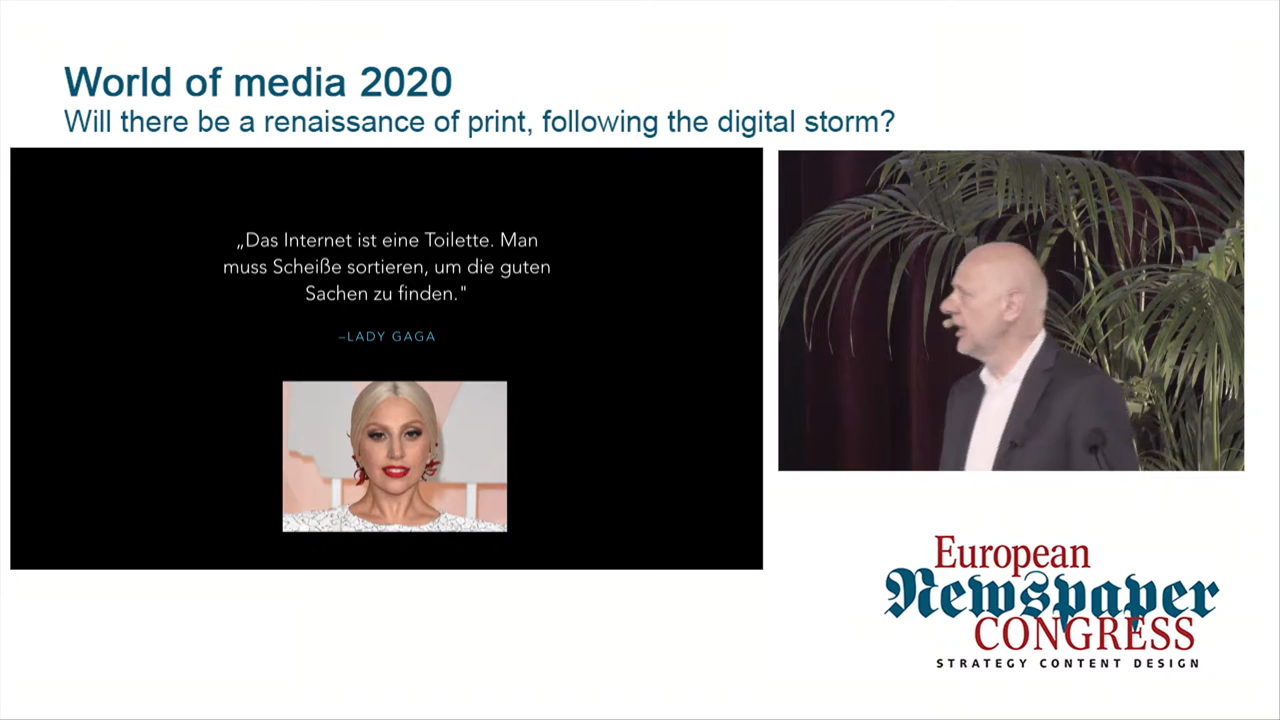 World of media 2020
Will there be a renaissance of print, following the digital storm?
„Das Internet ist eine Toilette. Man
muss Scheiße sortieren, um die guten
Sachen zu finden."
–LADY GAGA
European
Newspaper
CONGRESS
STRATEGY CONTENT DESIGN